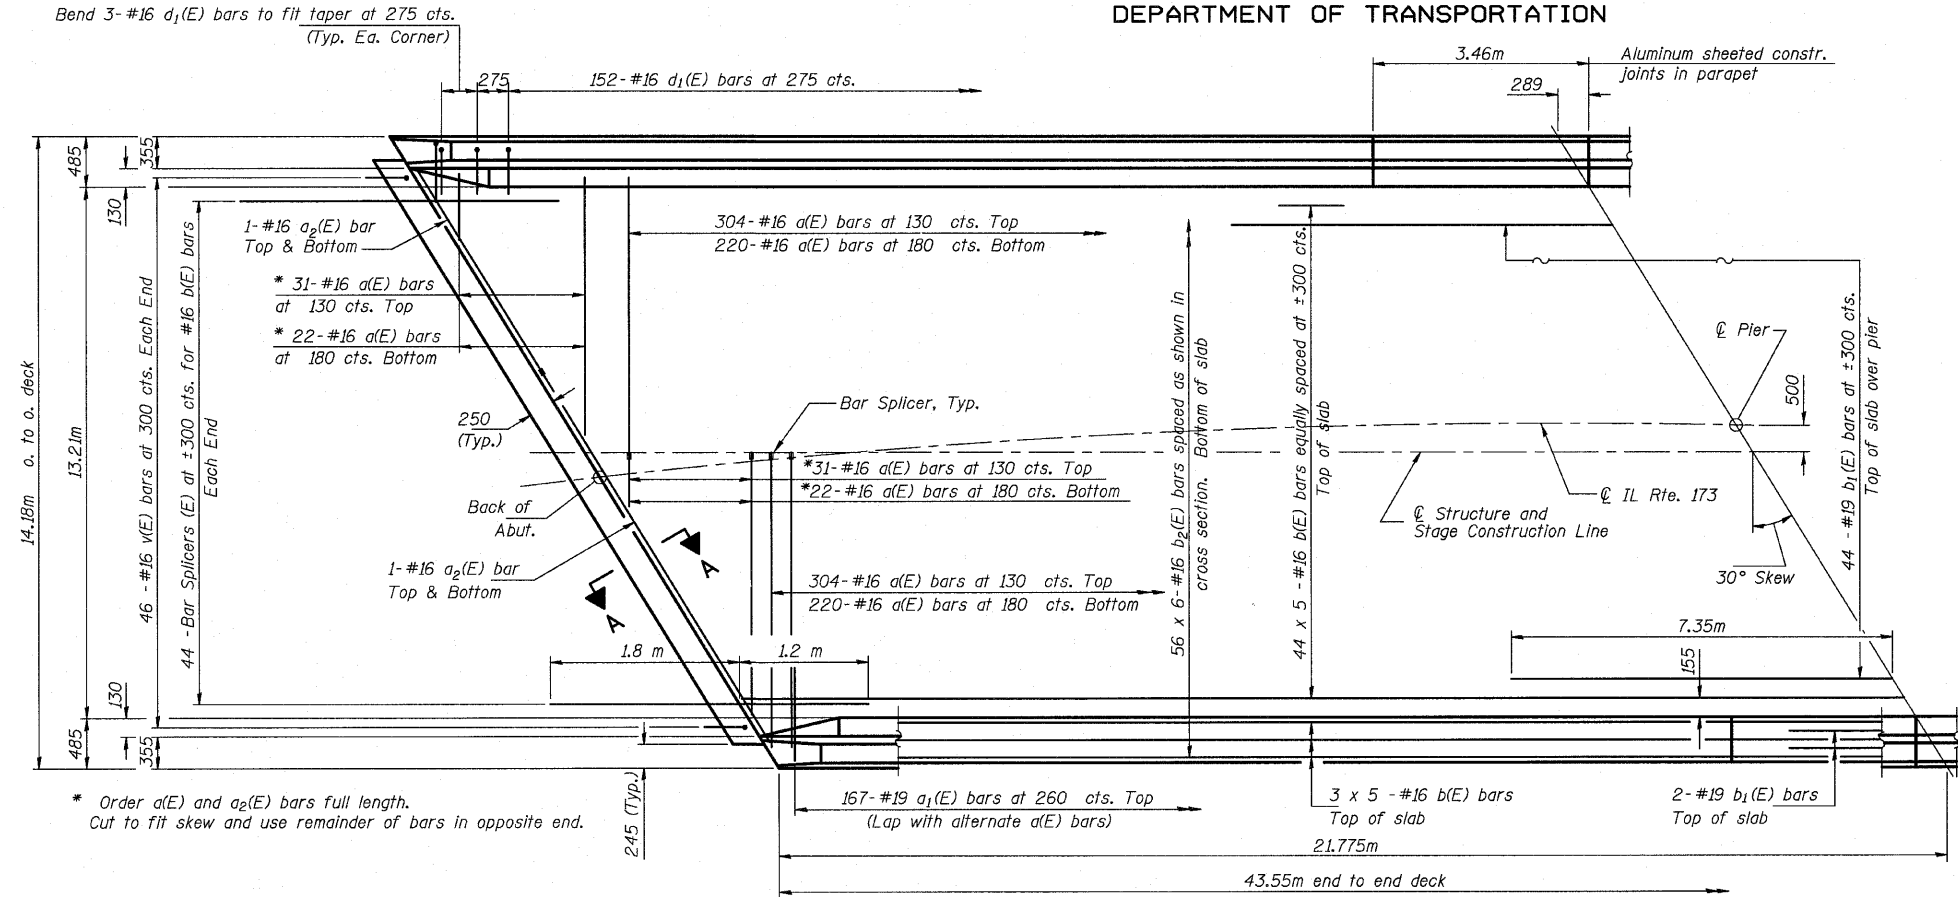 DEPARTMENT OF TRANSPORTATION
Bend 3-#16 d₁(E) bars to fit taper at 275 cts.
(Typ. Ea. Corner)
275
152-#16 d₁(E) bars at 275 cts.
3.46m
Aluminum sheeted constr.
joints in parapet
289
485
355
130
1-#16 a₂(E) bar
Top & Bottom
304-#16 a(E) bars at 130 cts. Top
220-#16 a(E) bars at 180 cts. Bottom
* 31-#16 a(E) bars
at 130 cts. Top
* 22-#16 a(E) bars
at 180 cts. Bottom
14.18m o. to o. deck
13.21m
46 -#16 v(E) bars at 300 cts. Each End
44 -Bar Splicers (E) at ±300 cts. for #16 b(E) bars
Each End
250
(Typ.)
Bar Splicer, Typ.
*31-#16 a(E) bars at 130 cts. Top
*22-#16 a(E) bars at 180 cts. Bottom
Back of
Abut.
56 x 6-#16 b₂(E) bars spaced as shown in
cross section. Bottom of slab
44 x 5 -#16 b(E) bars equally spaced at ±300 cts.
Top of slab
℄ Pier
500
44 -#19 b₁(E) bars at ±300 cts.
Top of slab over pier
℄ IL Rte. 173
℄ Structure and
Stage Construction Line
30° Skew
1-#16 a₂(E) bar
Top & Bottom
A
A
304-#16 a(E) bars at 130 cts. Top
220-#16 a(E) bars at 180 cts. Bottom
1.8 m
1.2 m
7.35m
155
130
485
355
245 (Typ.)
* Order a(E) and a₂(E) bars full length.
Cut to fit skew and use remainder of bars in opposite end.
167-#19 a₁(E) bars at 260 cts. Top
(Lap with alternate a(E) bars)
3 x 5 -#16 b(E) bars
Top of slab
2-#19 b₁(E) bars
Top of slab
21.775m
43.55m end to end deck